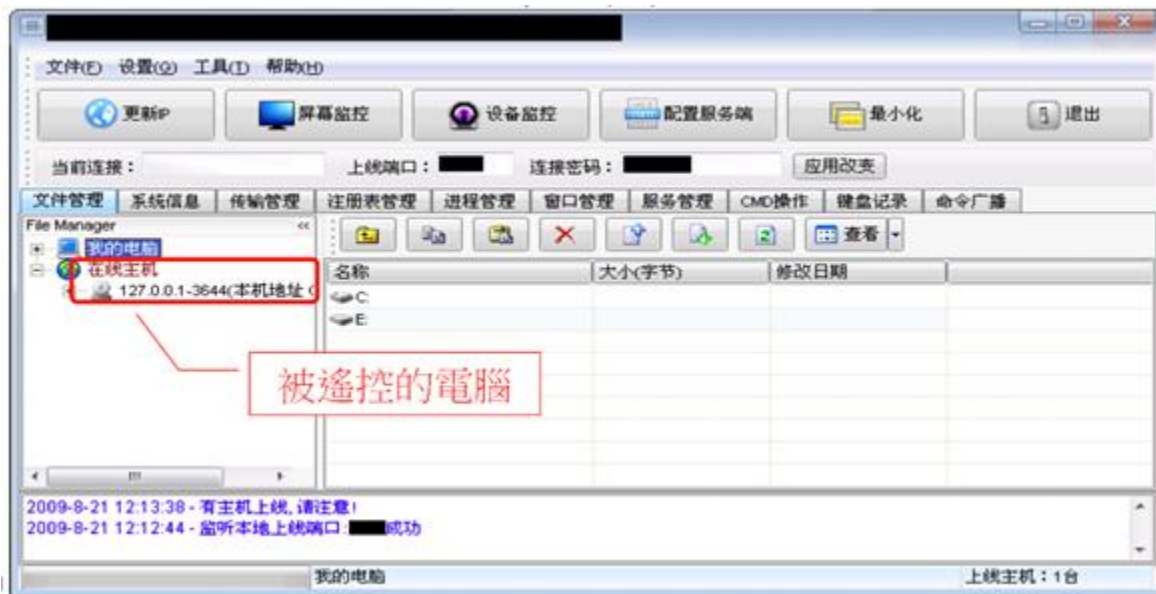 文件(F) 设置(O) 工具(T) 帮助(H)
更新IP 屏幕监控 设备监控 配置服务端 最小化 退出
当前连接： 上线端口： 连接密码： 应用改变
文件管理 系统信息 传输管理 注册表管理 进程管理 窗口管理 服务管理 CMD操作 键盘记录 命令广播
File Manager
查看
我的电脑
在线主机
127.0.0.1-3644(本机地址
名称 大小(字节) 修改日期
C:
E:
被遙控的電腦
2009-8-21 12:13:38 - 有主机上线,请注意!
2009-8-21 12:12:44 - 监听本地上线端口: 成功
我的电脑 上线主机：1台